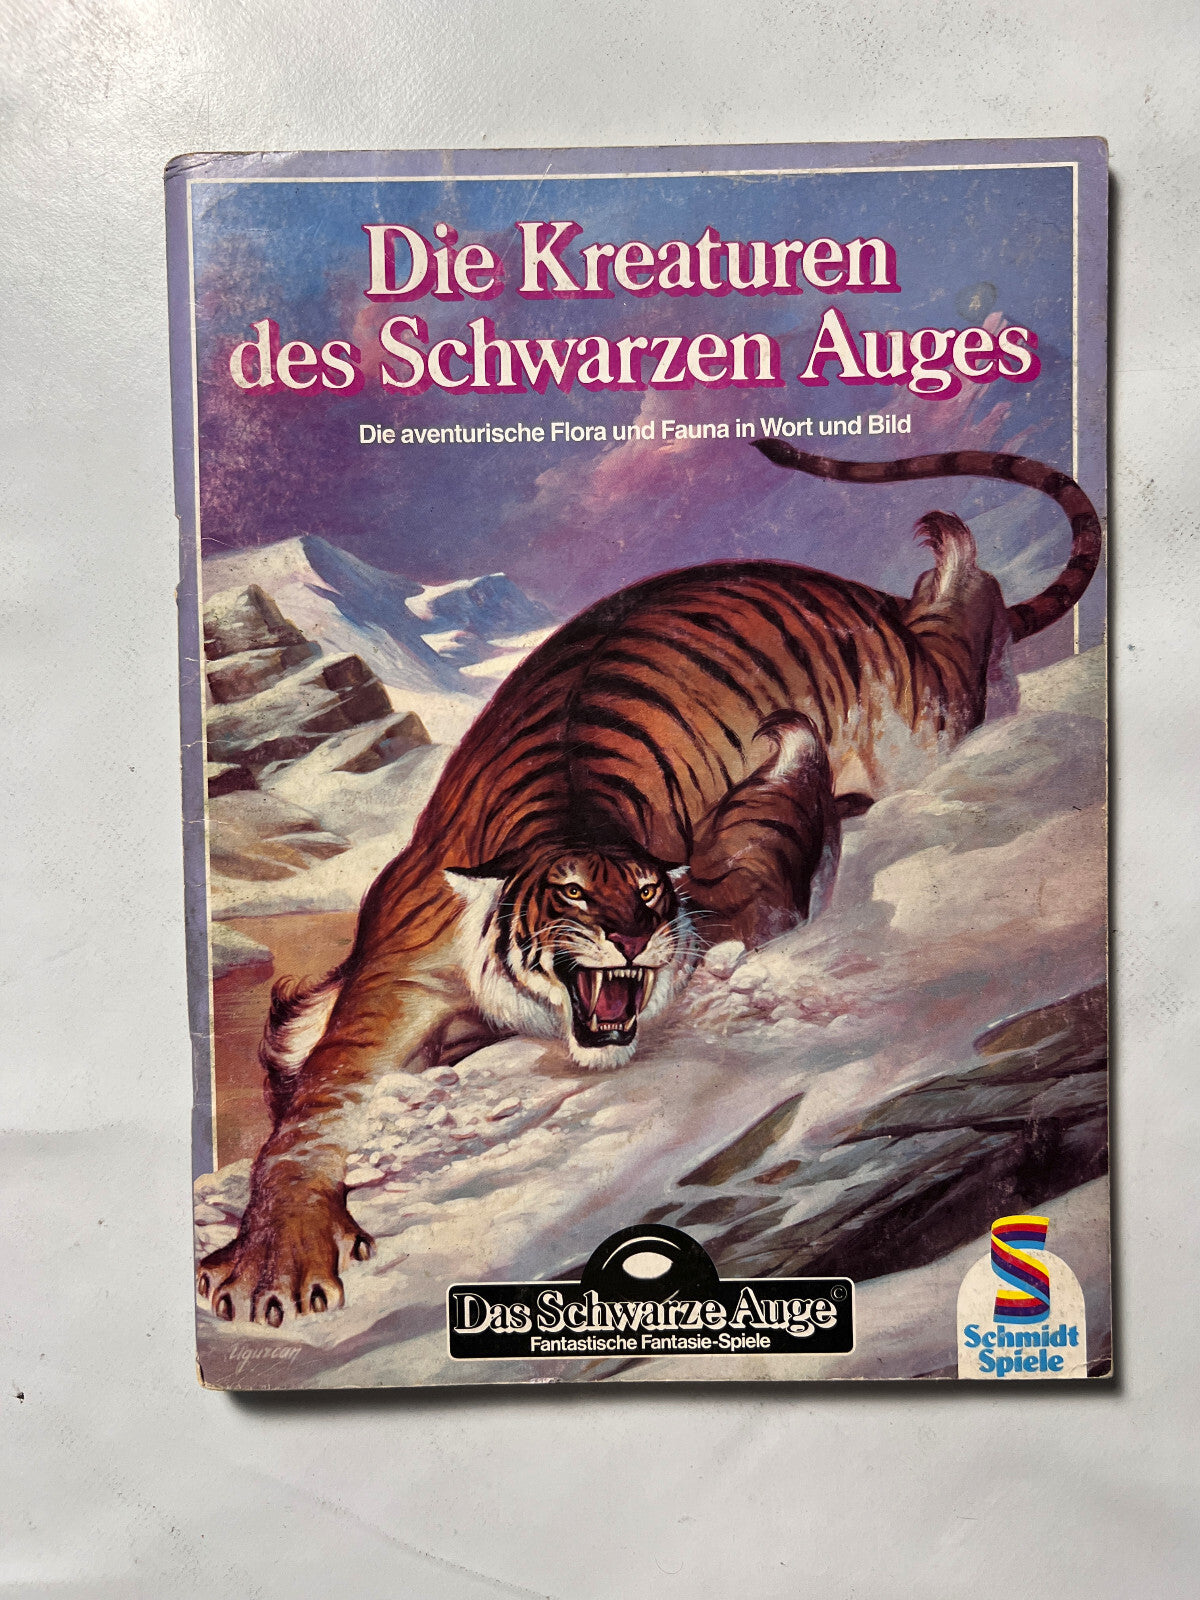 Die Kreaturen
des Schwarzen Auges
Die aventurische Flora und Fauna in Wort und Bild
Das Schwarze Auge ©
Fantastische Fantasie-Spiele
Schmidt
Spiele
Ugurcan